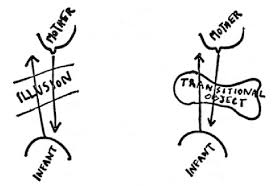 MOTHER
ILLUSION
INFANT
MOTHER
TRANSITIONAL
OBJECT
INFANT